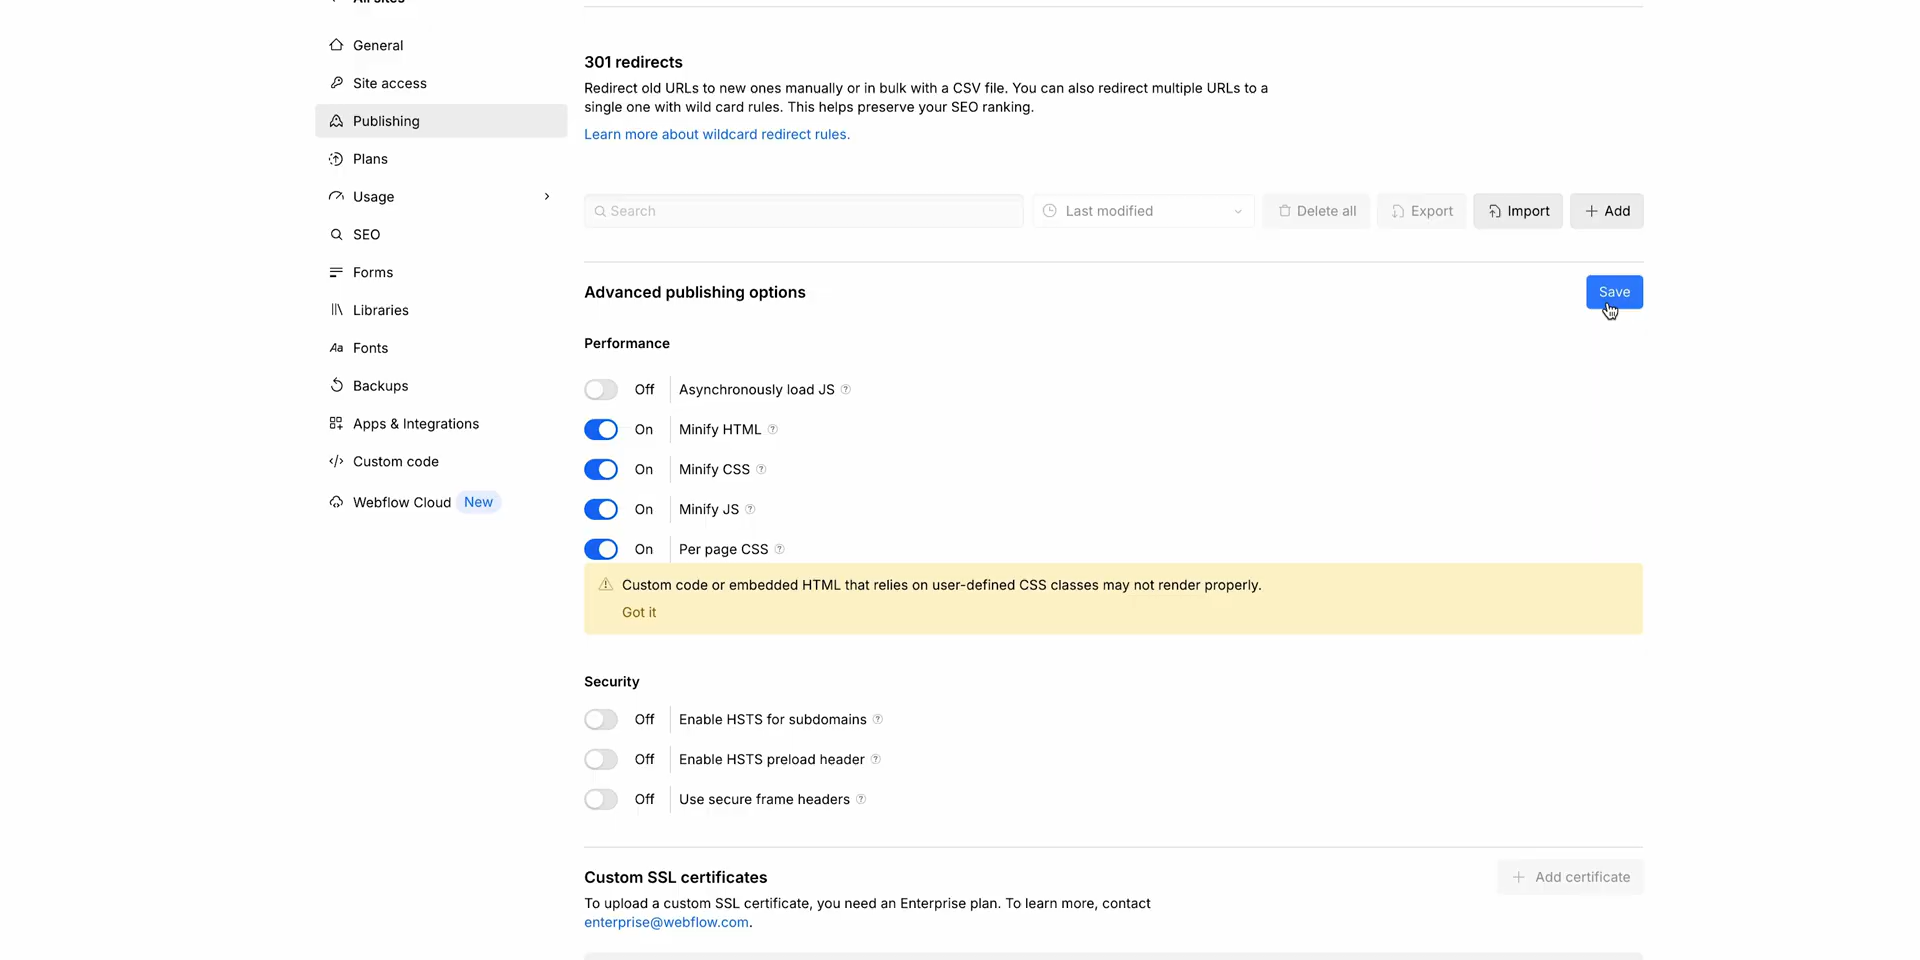 All sites
General
Site access
Publishing
Plans
Usage
SEO
Forms
Libraries
Aa Fonts
Backups
Apps & Integrations
</> Custom code
Webflow Cloud New
301 redirects
Redirect old URLs to new ones manually or in bulk with a CSV file. You can also redirect multiple URLs to a
single one with wild card rules. This helps preserve your SEO ranking.
Learn more about wildcard redirect rules.
Search
Last modified
Delete all
Export
Import
+ Add
Advanced publishing options
Save
Performance
Off Asynchronously load JS ?
On Minify HTML ?
On Minify CSS ?
On Minify JS ?
On Per page CSS ?
Custom code or embedded HTML that relies on user-defined CSS classes may not render properly.
Got it
Security
Off Enable HSTS for subdomains ?
Off Enable HSTS preload header ?
Off Use secure frame headers ?
Custom SSL certificates
+ Add certificate
To upload a custom SSL certificate, you need an Enterprise plan. To learn more, contact
enterprise@webflow.com.